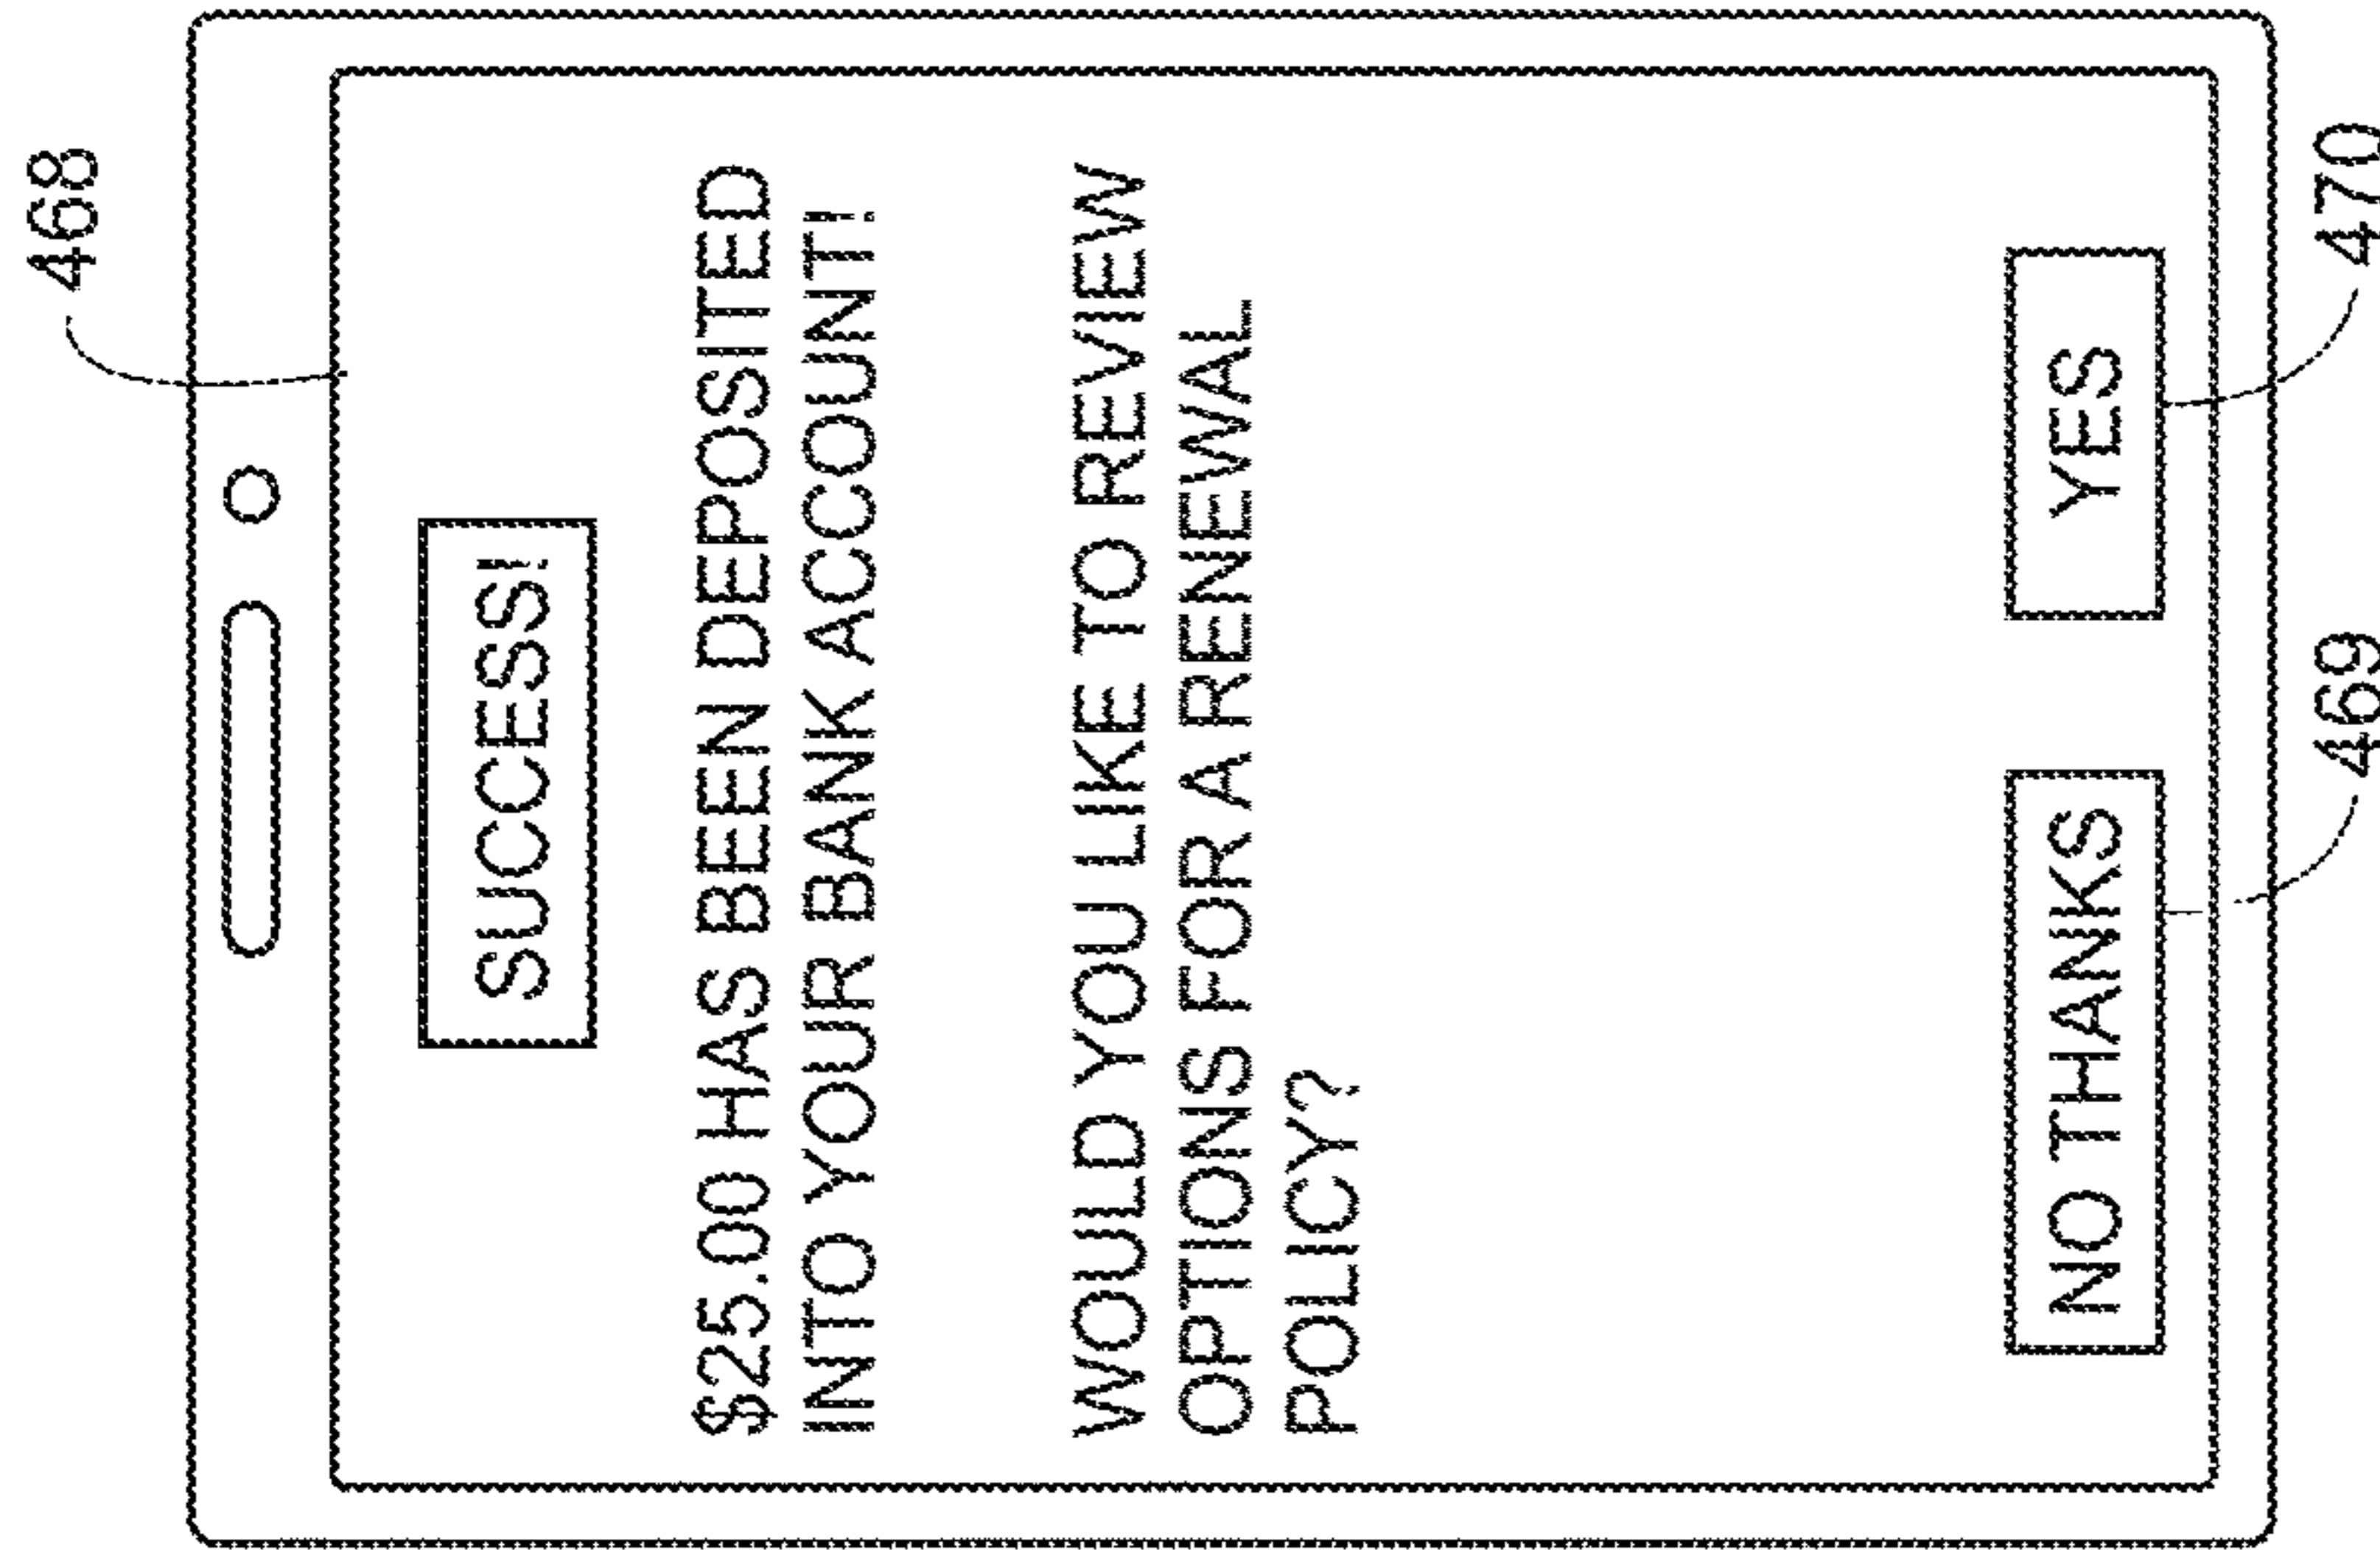 468
SUCCESS!
$25.00 HAS BEEN DEPOSITED
INTO YOUR BANK ACCOUNT!
WOULD YOU LIKE TO REVIEW
OPTIONS FOR A RENEWAL
POLICY?
NO THANKS
YES
469
470